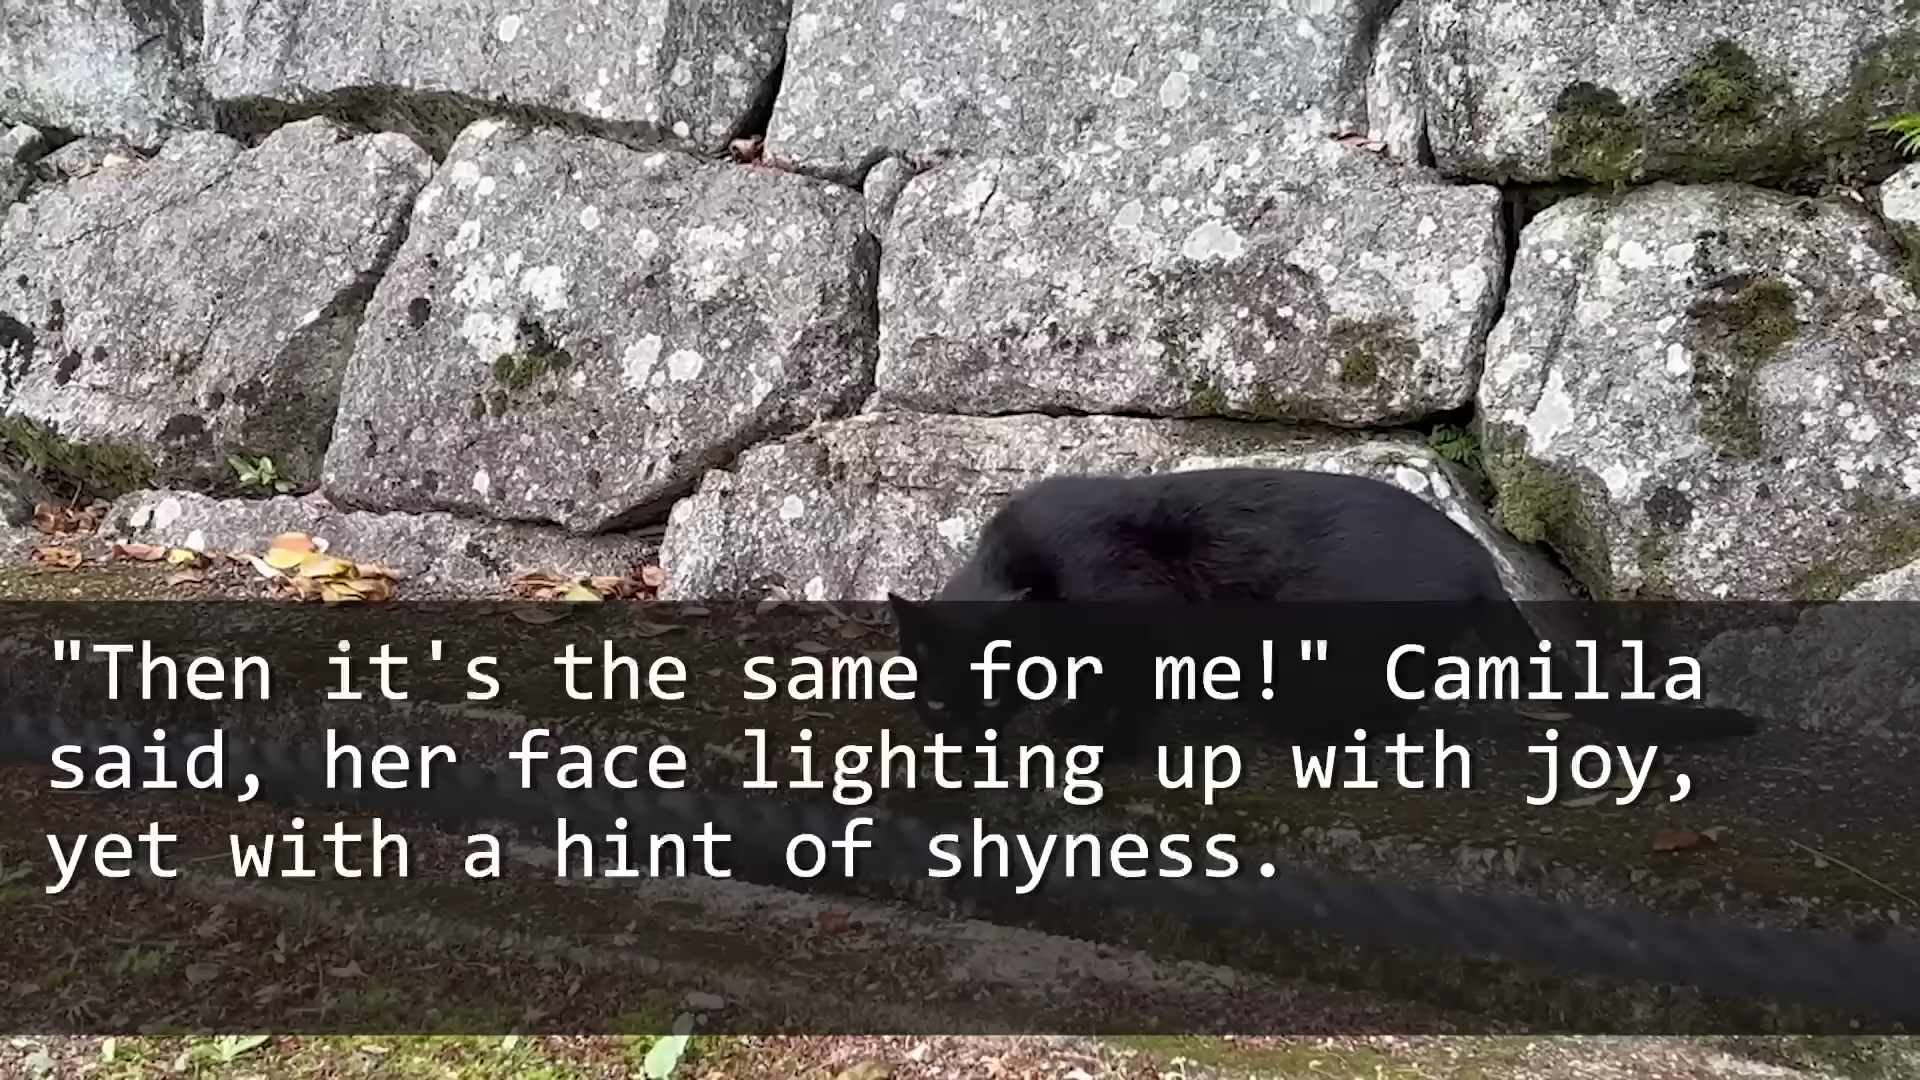 "Then it's the same for me!" Camilla
said, her face lighting up with joy,
yet with a hint of shyness.